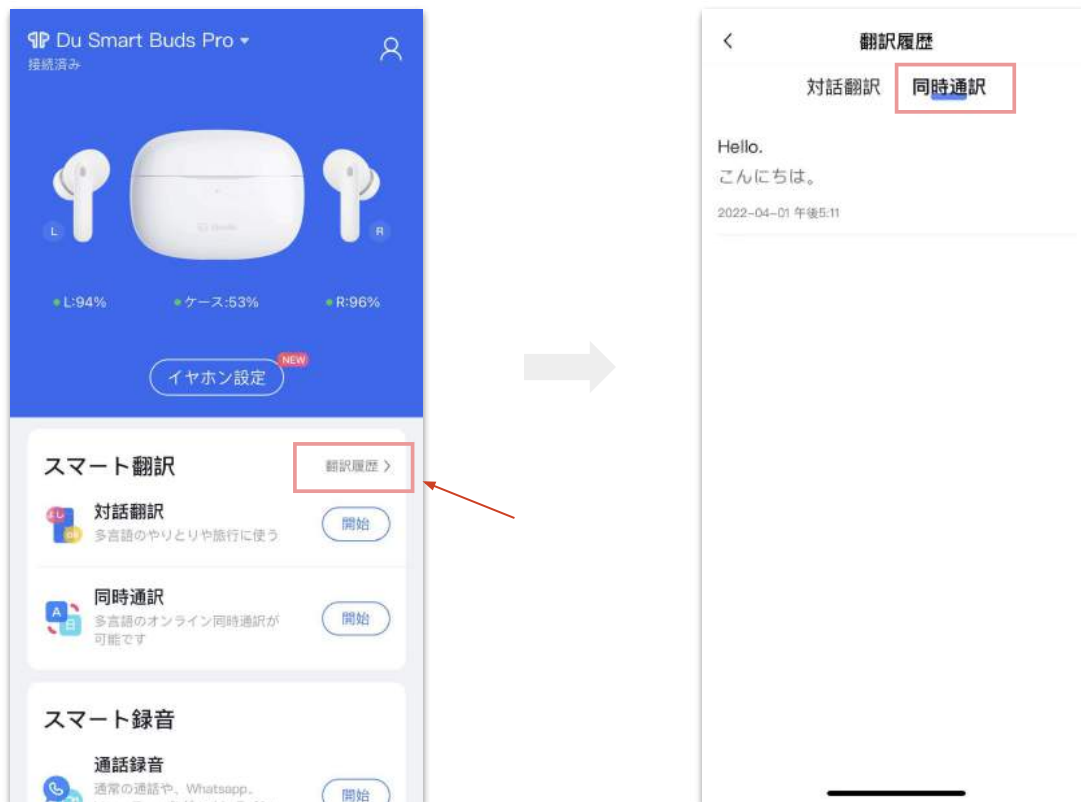 Du Smart Buds Pro
接続済み
L
R
L:94%
ケース:53%
R:96%
イヤホン設定
NEW
スマート翻訳
翻訳履歴
対話翻訳
多言語のやりとりや旅行に使う
開始
A
日
同時通訳
多言語のオンライン同時通訳が
可能です
開始
スマート録音
通話録音
通常の通話や、Whatsapp、
開始
翻訳履歴
対話翻訳
同時通訳
Hello.
こんにちは。
2022-04-01 午後5:11